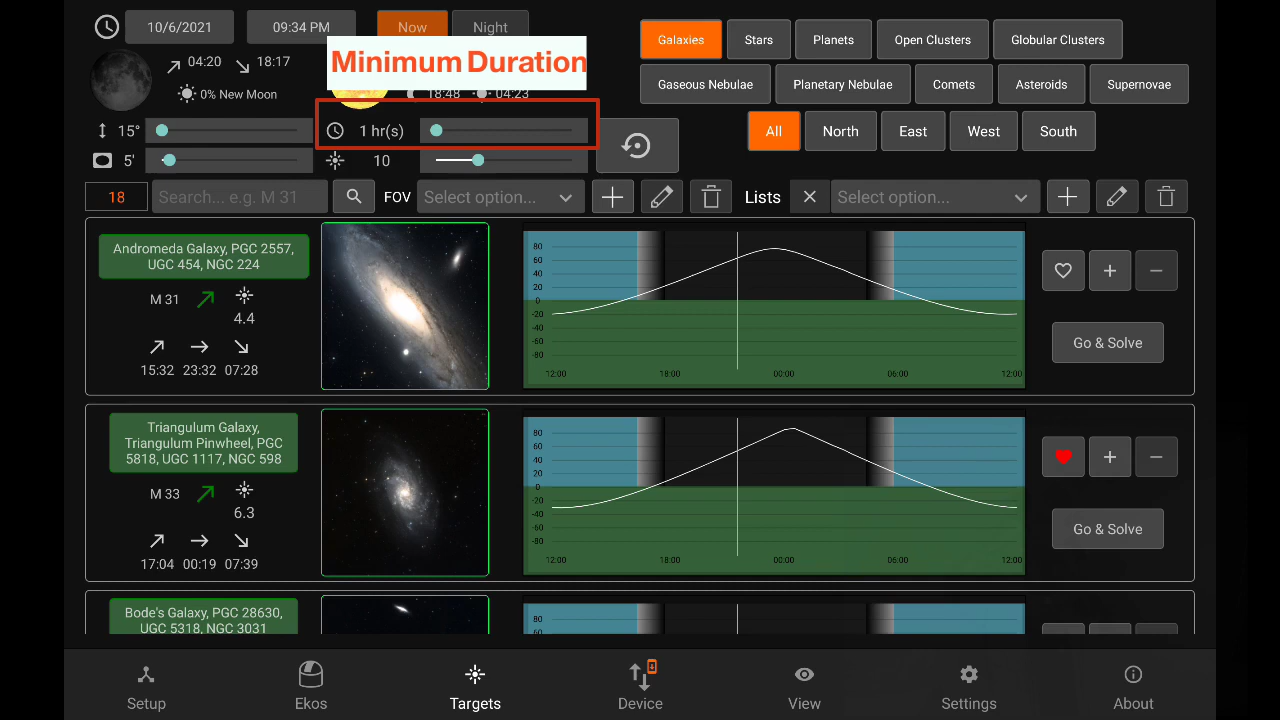 10/6/2021
09:34 PM
Now
Night
Galaxies
Stars
Planets
Open Clusters
Globular Clusters
Minimum Duration
04:20
18:17
0% New Moon
18:48
04:23
Gaseous Nebulae
Planetary Nebulae
Comets
Asteroids
Supernovae
15°
1 hr(s)
All
North
East
West
South
5'
10
18
Search... e.g. M 31
FOV
Select option...
Lists
Select option...
Andromeda Galaxy, PGC 2557,
UGC 454, NGC 224
M 31
4.4
15:32 23:32 07:28
80
60
40
20
0
-20
-40
-60
-80
12:00 18:00 00:00 06:00 12:00
Go & Solve
Triangulum Galaxy,
Triangulum Pinwheel, PGC
5818, UGC 1117, NGC 598
M 33
6.3
17:04 00:19 07:39
80
60
40
20
0
-20
-40
-60
-80
12:00 18:00 00:00 06:00 12:00
Go & Solve
Bode's Galaxy, PGC 28630,
UGC 5318, NGC 3031
80
60
Setup
Ekos
Targets
Device
View
Settings
About